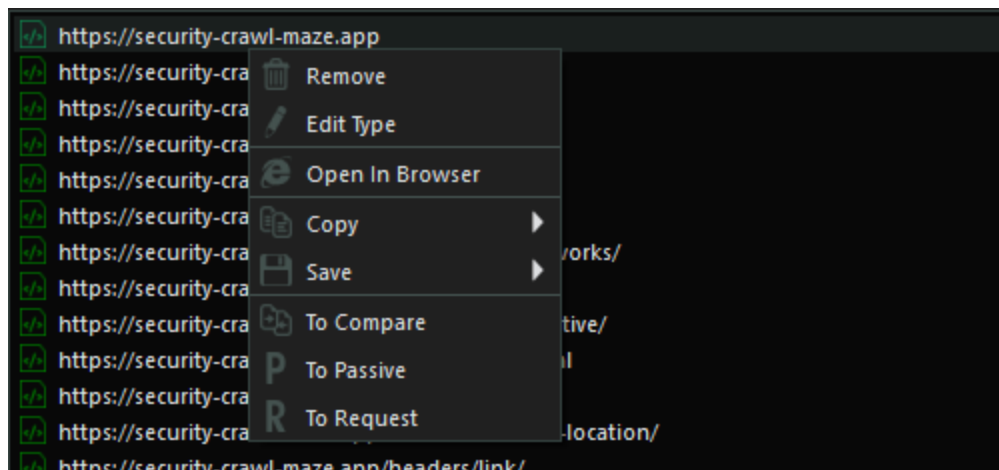 https://security-crawl-maze.app
https://security-cra
Remove
https://security-cra
Edit Type
https://security-cra
https://security-cra
Open In Browser
https://security-cra
Copy
https://security-cra
vorks/
https://security-cra
Save
https://security-cra
tive/
To Compare
https://security-cra
To Passive
https://security-cra
To Request
https://security-cra
-location/
https://security-crawl-maze.app/headers/link/
P
R